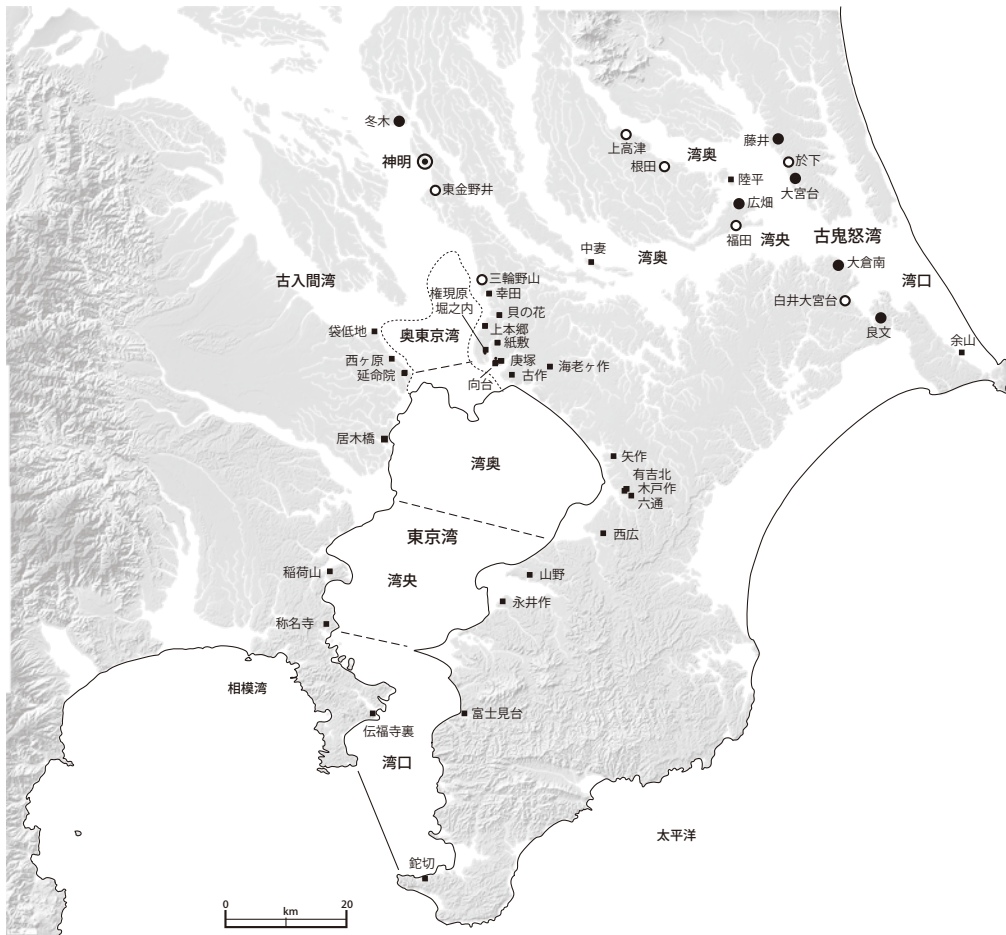 冬木
神明
東金野井
上高津
根田
湾奥
藤井
於下
大宮台
陸平
広畑
福田
湾央
古鬼怒湾
中妻
湾奥
大倉南
湾口
白井大宮台
良文
余山
古入間湾
三輪野山
権現原
幸田
堀之内
貝の花
奥東京湾
上本郷
紙敷
袋低地
西ヶ原
延命院
庚塚
海老ヶ作
古作
向台
居木橋
湾奥
矢作
有吉北
木戸作
六通
東京湾
西広
稲荷山
湾央
山野
永井作
称名寺
相模湾
伝福寺裏
富士見台
湾口
太平洋
鉈切
0
km
20